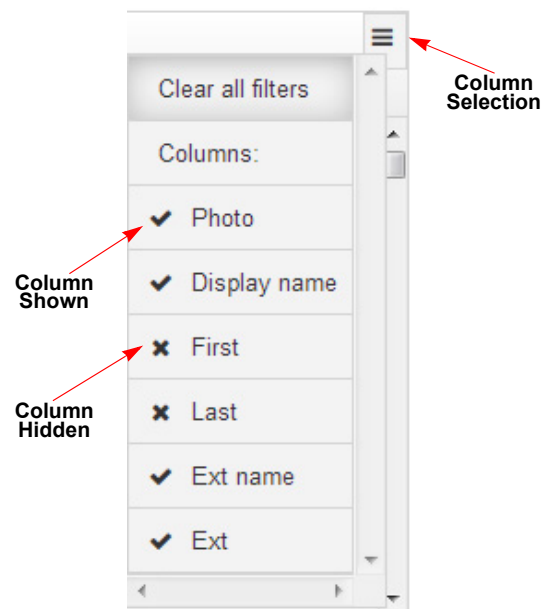 Column
Selection
Clear all filters
Columns:
Photo
Column
Shown
Display name
First
Column
Hidden
Last
Ext name
Ext